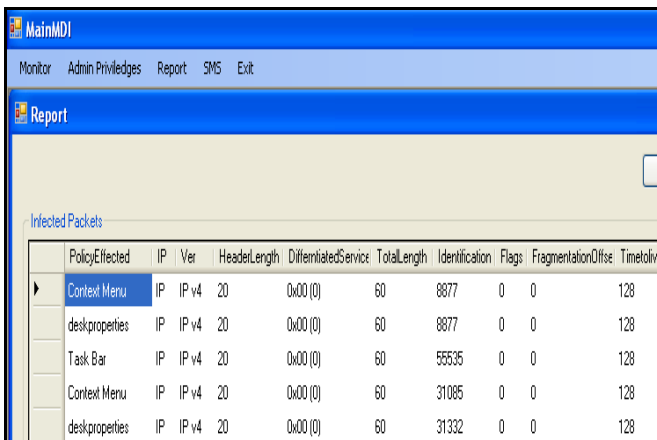 MainMDI
Monitor Admin Priviledges Report SMS Exit
Report
Infected Packets
PolicyEffected IP Ver HeaderLength DifferntiatedService TotalLength Identification Flags FragmentationOffse Timetoliv
Context Menu IP IP v4 20 0x00 (0) 60 8877 0 0 128
deskproperties IP IP v4 20 0x00 (0) 60 8877 0 0 128
Task Bar IP IP v4 20 0x00 (0) 60 55535 0 0 128
Context Menu IP IP v4 20 0x00 (0) 60 31085 0 0 128
deskproperties IP IP v4 20 0x00 (0) 60 31332 0 0 128